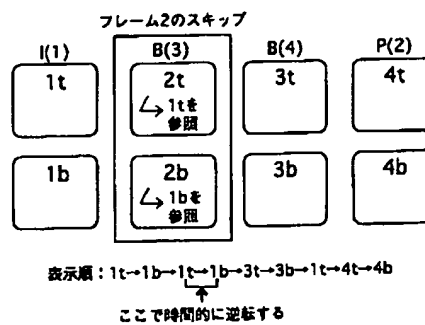 フレーム2のスキップ
I(1) B(3) B(4) P(2)
1t 2t 3t 4t
1tを
参照
1b 2b 3b 4b
1bを
参照
表示順：1t→1b→1t→1b→3t→3b→1t→4t→4b
ここで時間的に逆転する